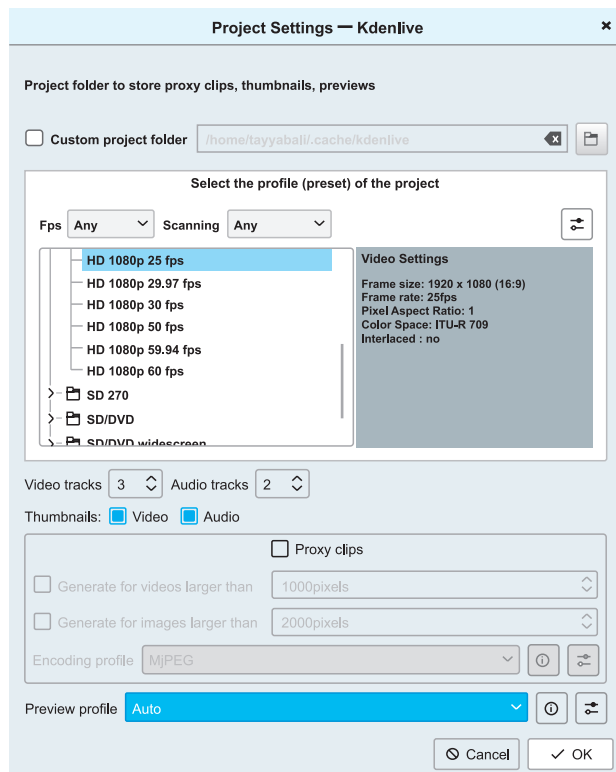 Project Settings — Kdenlive
Project folder to store proxy clips, thumbnails, previews
Custom project folder /home/tayyabali/.cache/kdenlive
Select the profile (preset) of the project
Fps Any Scanning Any
HD 1080p 25 fps
HD 1080p 29.97 fps
HD 1080p 30 fps
HD 1080p 50 fps
HD 1080p 59.94 fps
HD 1080p 60 fps
SD 270
SD/DVD
SD/DVD widescreen
Video Settings
Frame size: 1920 x 1080 (16:9)
Frame rate: 25fps
Pixel Aspect Ratio: 1
Color Space: ITU-R 709
Interlaced : no
Video tracks 3 Audio tracks 2
Thumbnails: Video Audio
Proxy clips
Generate for videos larger than 1000pixels
Generate for images larger than 2000pixels
Encoding profile MjPEG
Preview profile Auto
Cancel OK